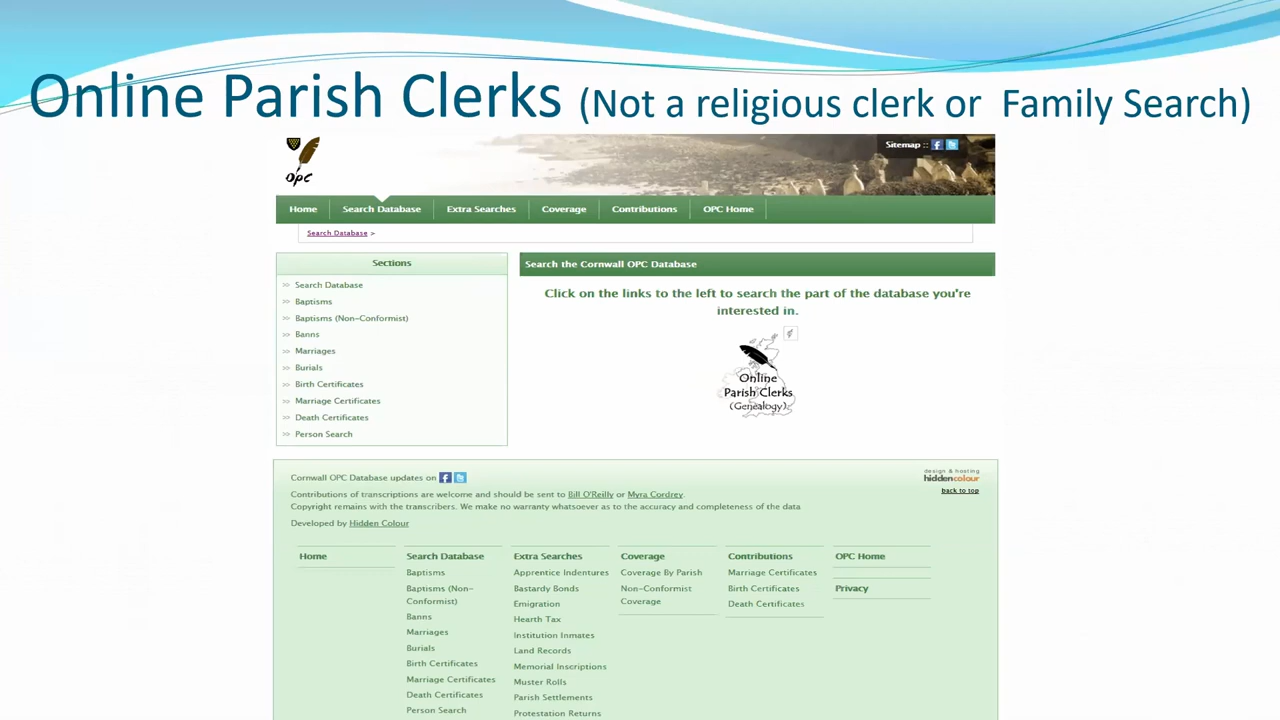 Online Parish Clerks (Not a religious clerk or Family Search)
opc
Sitemap ::
Home Search Database Extra Searches Coverage Contributions OPC Home
Search Database >
Sections
>> Search Database
>> Baptisms
>> Baptisms (Non-Conformist)
>> Banns
>> Marriages
>> Burials
>> Birth Certificates
>> Marriage Certificates
>> Death Certificates
>> Person Search
Search the Cornwall OPC Database
Click on the links to the left to search the part of the database you're
interested in.
Online
Parish Clerks
(Genealogy)
Cornwall OPC Database updates on
Contributions of transcriptions are welcome and should be sent to Bill O'Reilly or Myra Cordrey.
Copyright remains with the transcribers. We make no warranty whatsoever as to the accuracy and completeness of the data
Developed by Hidden Colour
design & hosting
hiddencolour
back to top
Home
Search Database
Baptisms
Baptisms (Non-
Conformist)
Banns
Marriages
Burials
Birth Certificates
Marriage Certificates
Death Certificates
Person Search
Extra Searches
Apprentice Indentures
Bastardy Bonds
Emigration
Hearth Tax
Institution Inmates
Land Records
Memorial Inscriptions
Muster Rolls
Parish Settlements
Protestation Returns
Coverage
Coverage By Parish
Non-Conformist
Coverage
Contributions
Marriage Certificates
Birth Certificates
Death Certificates
OPC Home
Privacy